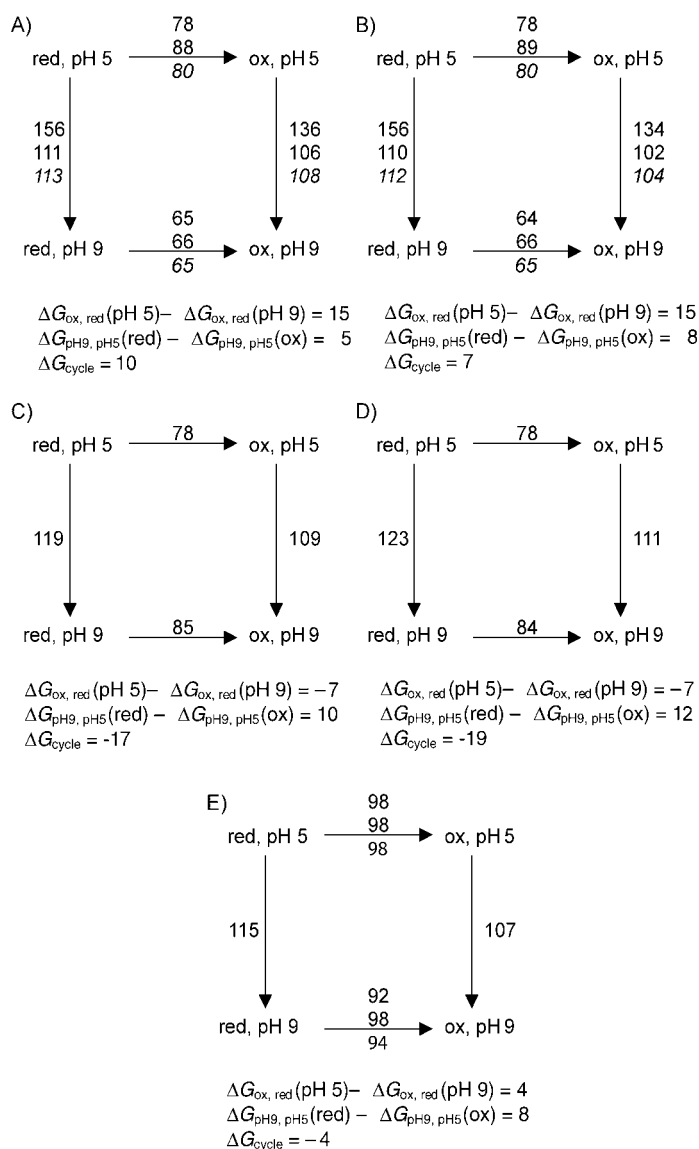 A)
78
88
80
red, pH 5
ox, pH 5
156
111
113
136
106
108
65
66
65
red, pH 9
ox, pH 9
ΔGox, red(pH 5)– ΔGox, red(pH 9) = 15
ΔGpH9, pH5(red) – ΔGpH9, pH5(ox) = 5
ΔGcycle = 10
B)
78
89
80
red, pH 5
ox, pH 5
156
110
112
134
102
104
64
66
65
red, pH 9
ox, pH 9
ΔGox, red(pH 5)– ΔGox, red(pH 9) = 15
ΔGpH9, pH5(red) – ΔGpH9, pH5(ox) = 8
ΔGcycle = 7
C)
78
red, pH 5
ox, pH 5
119
109
85
red, pH 9
ox, pH 9
ΔGox, red(pH 5)– ΔGox, red(pH 9) = –7
ΔGpH9, pH5(red) – ΔGpH9, pH5(ox) = 10
ΔGcycle = -17
D)
78
red, pH 5
ox, pH 5
123
111
84
red, pH 9
ox, pH 9
ΔGox, red(pH 5)– ΔGox, red(pH 9) = –7
ΔGpH9, pH5(red) – ΔGpH9, pH5(ox) = 12
ΔGcycle = -19
E)
98
98
98
red, pH 5
ox, pH 5
115
107
92
98
94
red, pH 9
ox, pH 9
ΔGox, red(pH 5)– ΔGox, red(pH 9) = 4
ΔGpH9, pH5(red) – ΔGpH9, pH5(ox) = 8
ΔGcycle = – 4